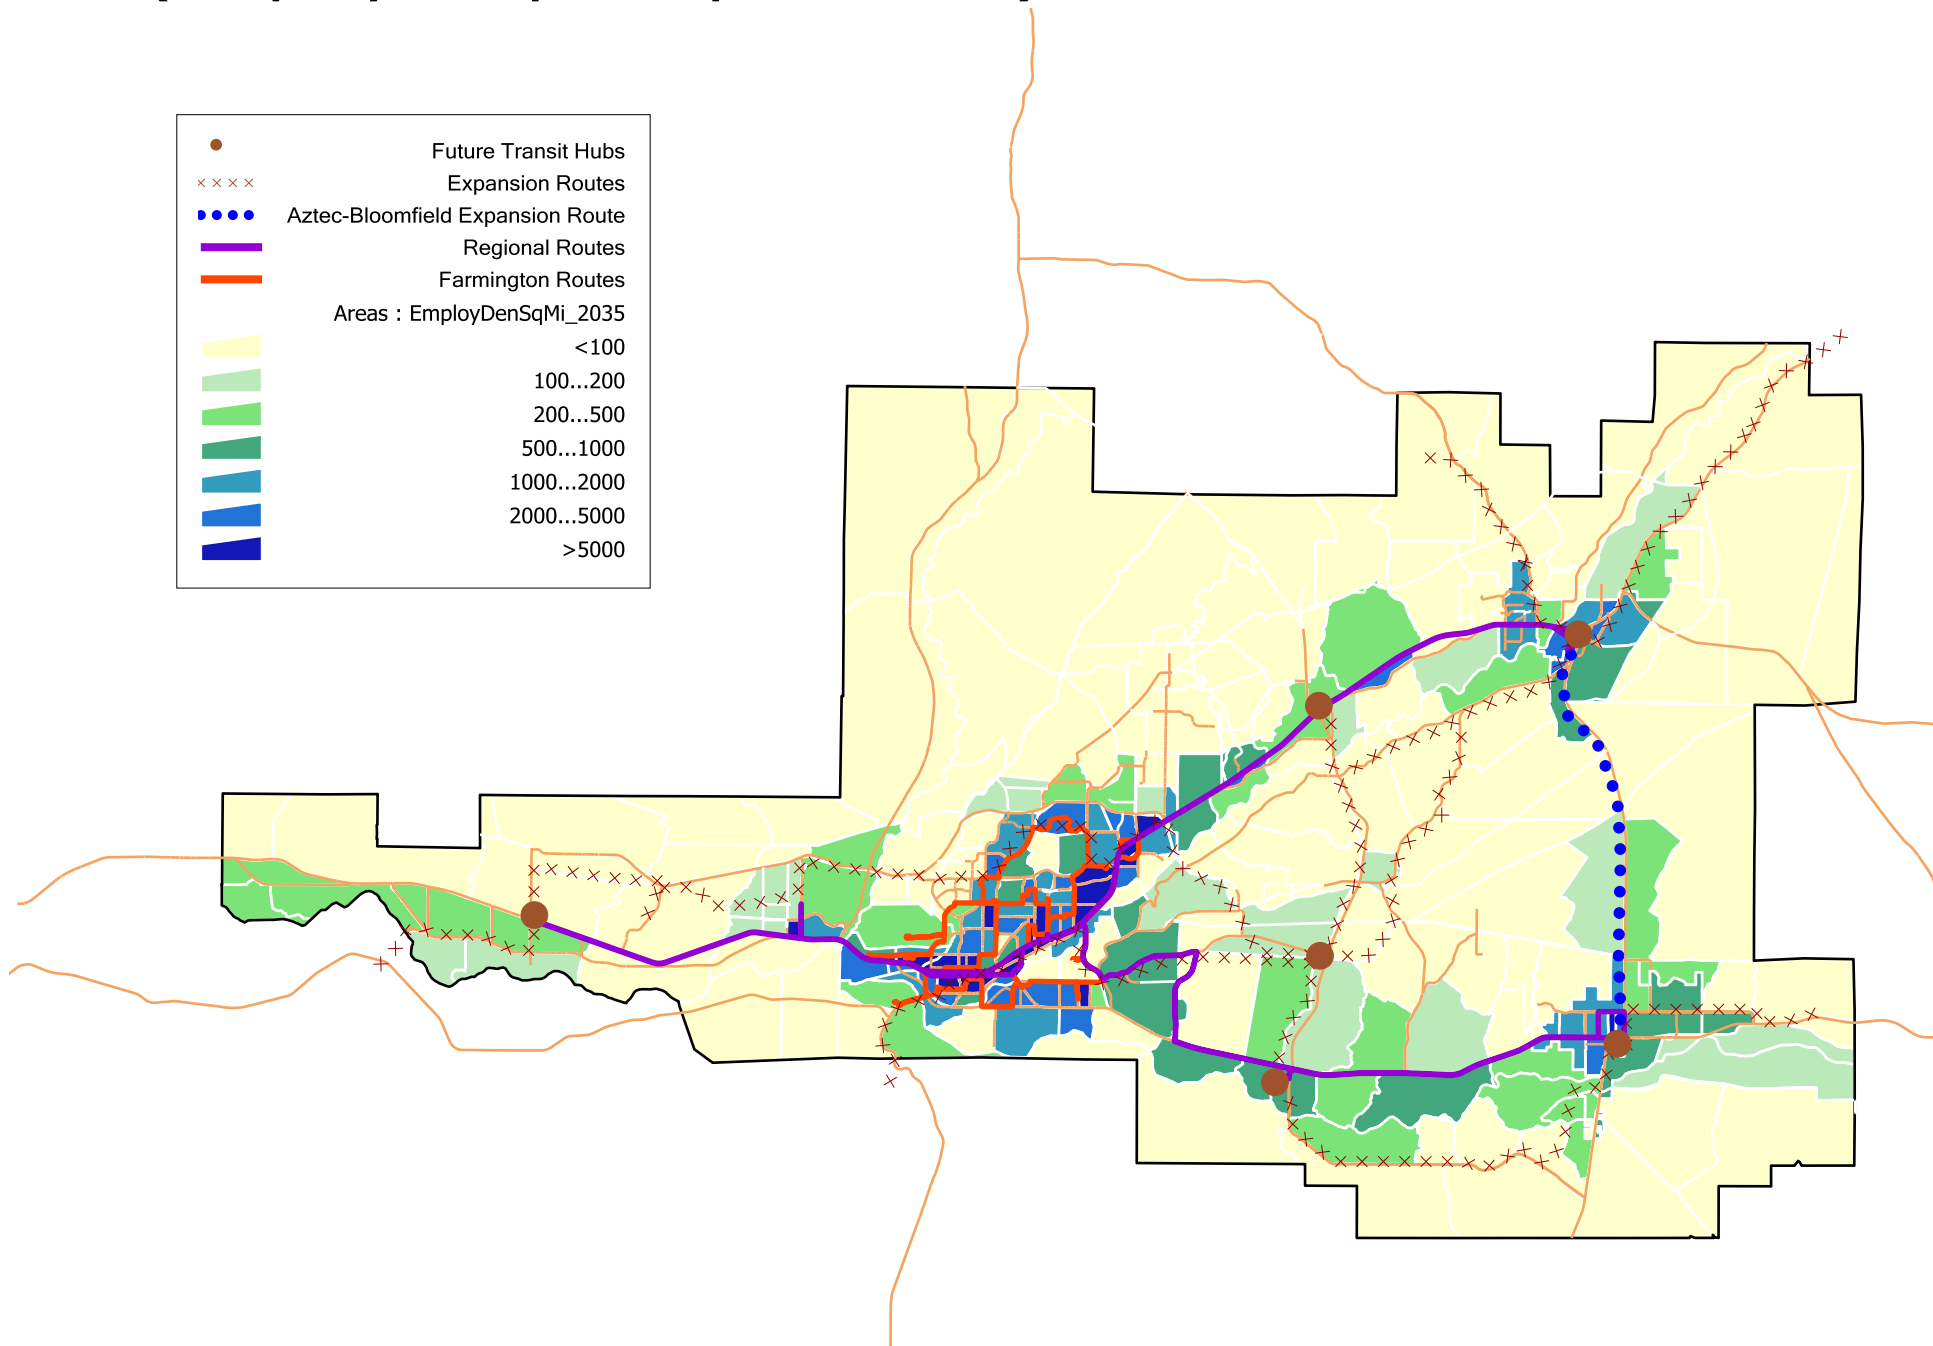 Future Transit Hubs
Expansion Routes
Aztec-Bloomfield Expansion Route
Regional Routes
Farmington Routes
Areas : EmployDenSqMi_2035
<100
100...200
200...500
500...1000
1000...2000
2000...5000
>5000